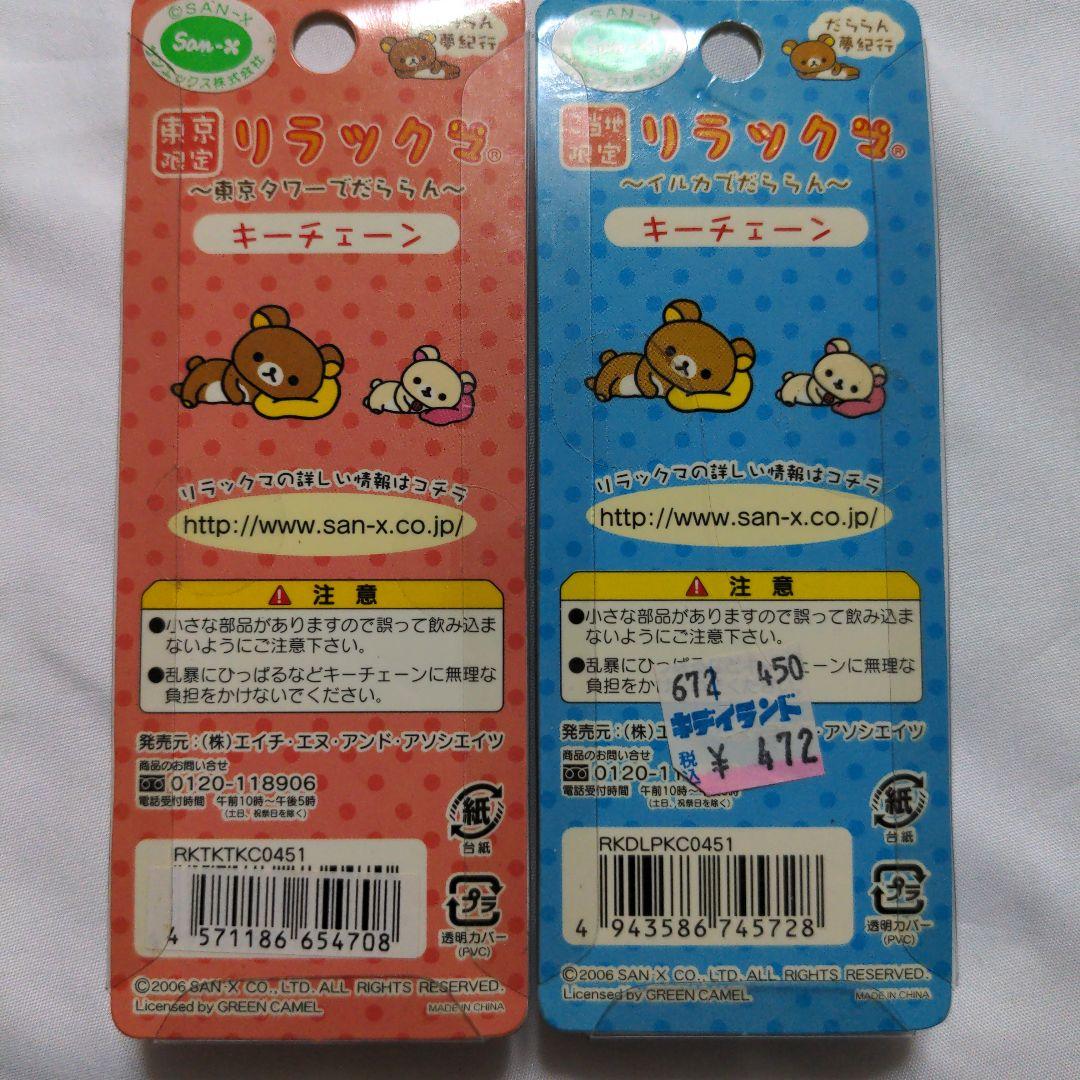 ©SAN-X
San-x
サンエックス株式会社
だららん
夢紀行
東京
限定
リラックマ®
～東京タワーでだららん～
キーチェーン
リラックマの詳しい情報はコチラ
http://www.san-x.co.jp/
注意
●小さな部品がありますので誤って飲み込ま
ないようにご注意下さい。
●乱暴にひっぱるなどキーチェーンに無理な
負担をかけないでください。
発売元:(株)エイチ・エヌ・アンド・アソシエイツ
商品のお問い合せ
0120-118906
電話受付時間 午前10時～午後5時
(土日、祝祭日を除く)
紙
台紙
RKTKTKC0451
4 571186 654708
プラ
透明カバー
(PVC)
©2006 SAN-X CO., LTD. ALL RIGHTS RESERVED.
Licensed by GREEN CAMEL
MADE IN CHINA
San-x
だららん
夢紀行
ご当地
限定
リラックマ®
～イルカでだららん～
キーチェーン
リラックマの詳しい情報はコチラ
http://www.san-x.co.jp/
注意
●小さな部品がありますので誤って飲み込ま
ないようにご注意下さい。
●乱暴にひっぱ
ーンに無理な
負担をか
ください。
672 450
キデイランド
税込 ¥ 472
発売元:(株)
・アソシエイツ
商品のお問い合せ
0120-11
電話受付時間
紙
台紙
RKDLPKC0451
4 943586 745728
プラ
透明カバー
(PVC)
©2006 SAN-X CO., LTD. ALL RIGHTS RESERVED.
Licensed by GREEN CAMEL
MADE IN CHINA